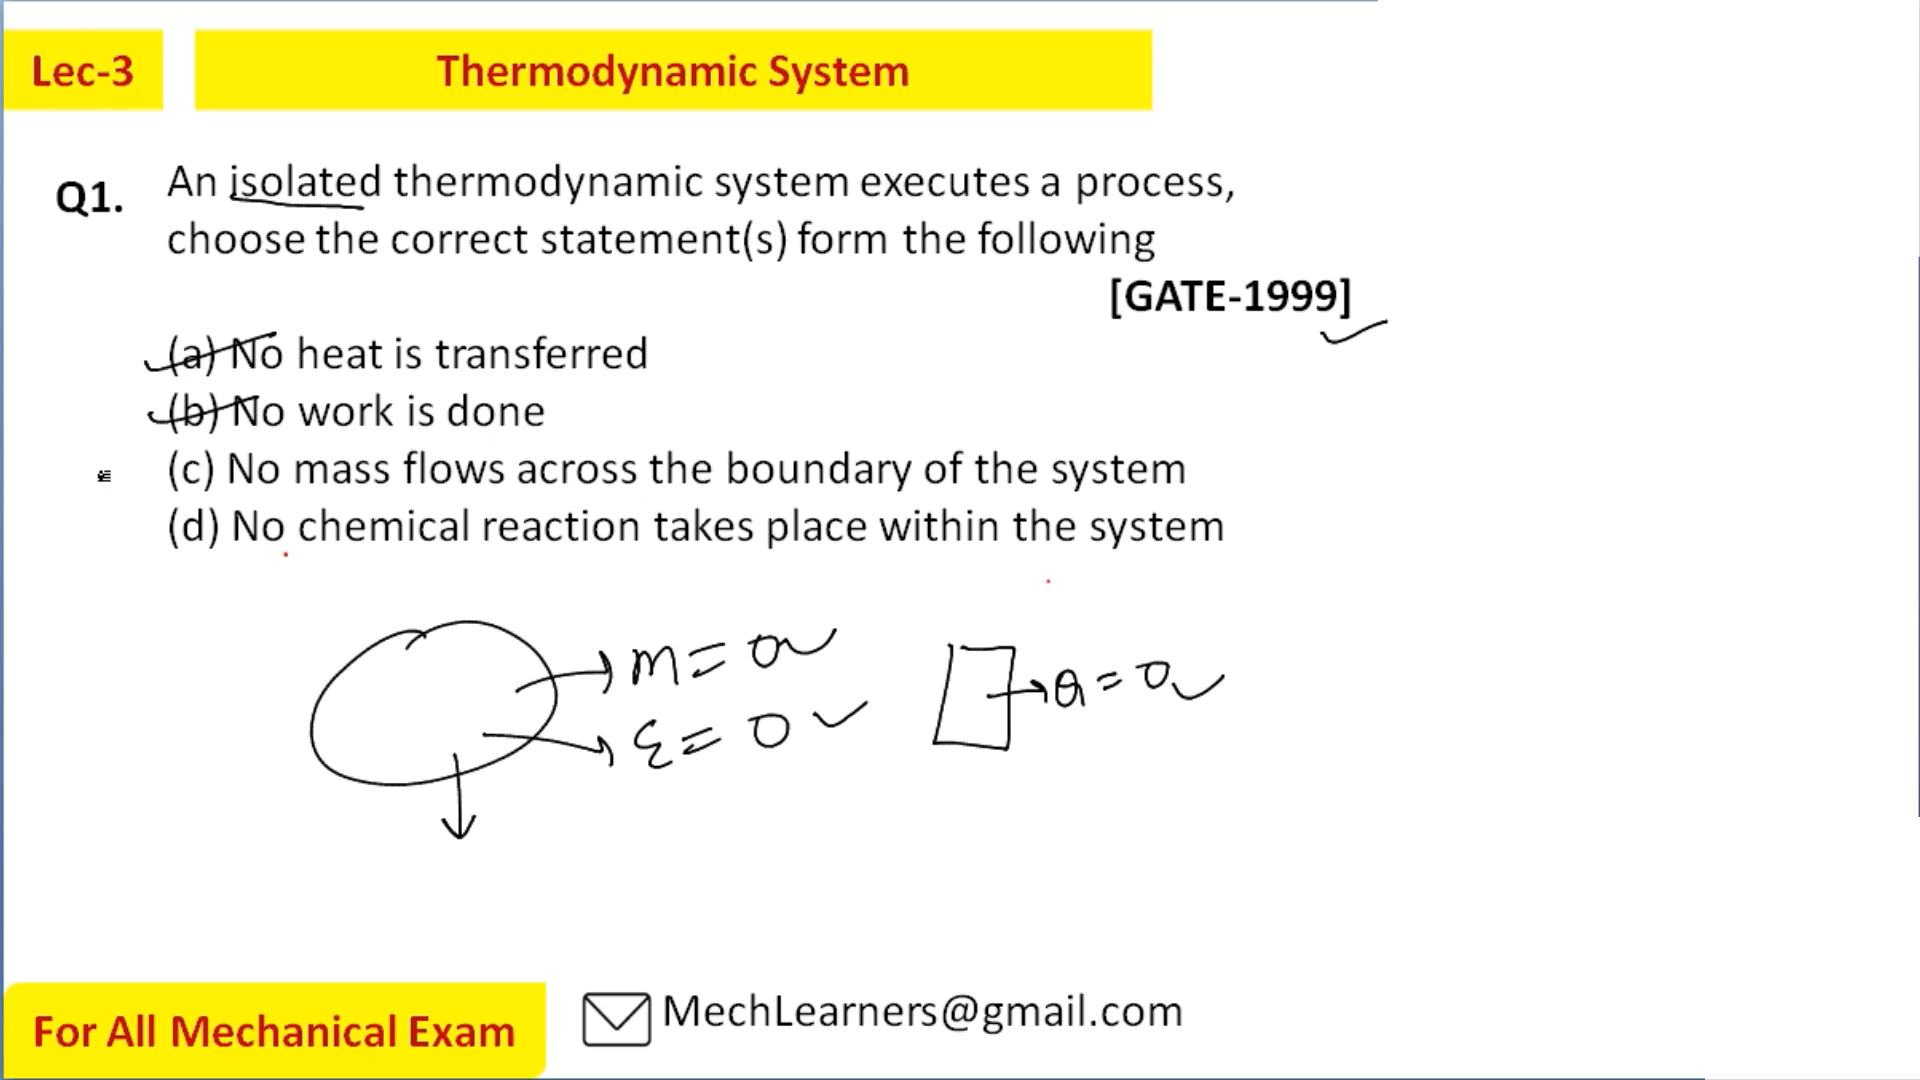 Lec-3
Thermodynamic System
Q1. An isolated thermodynamic system executes a process,
choose the correct statement(s) form the following
[GATE-1999]
(a) No heat is transferred
(b) No work is done
(c) No mass flows across the boundary of the system
(d) No chemical reaction takes place within the system
m = 0
Q = 0
= 0
For All Mechanical Exam
MechLearners@gmail.com